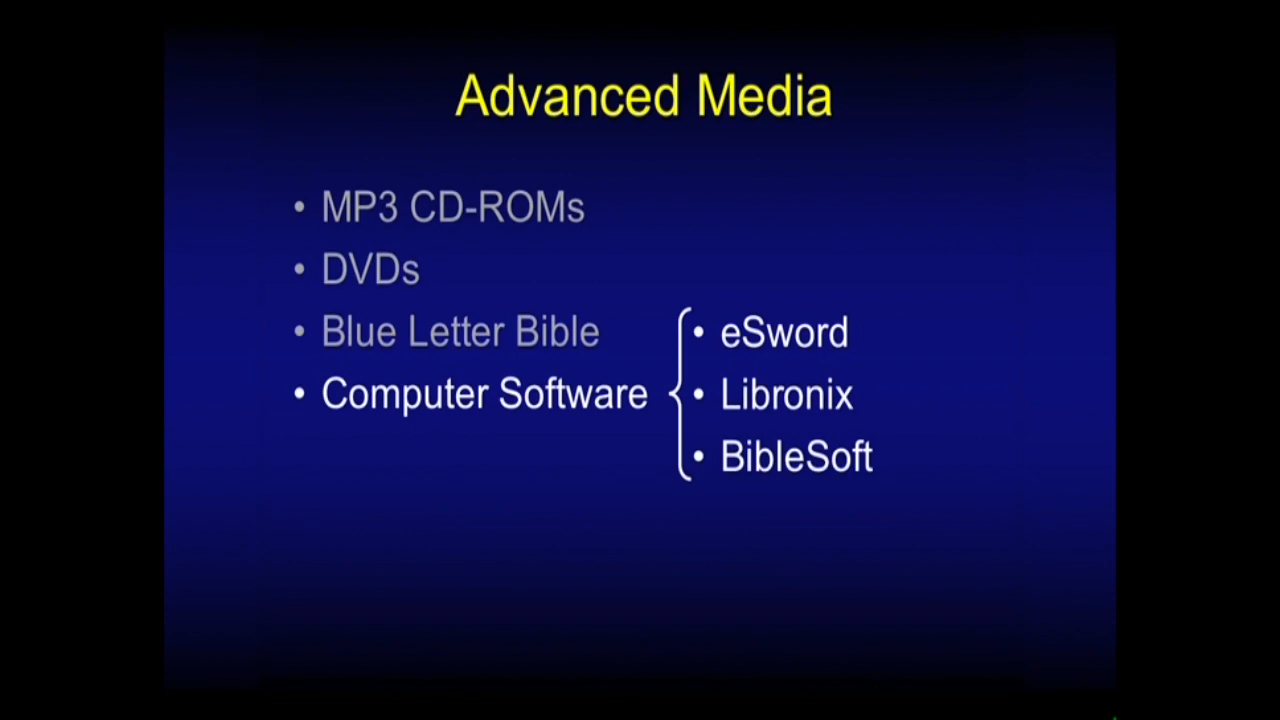 Advanced Media
• MP3 CD-ROMs
• DVDs
• Blue Letter Bible
• Computer Software
• eSword
• Libronix
• BibleSoft